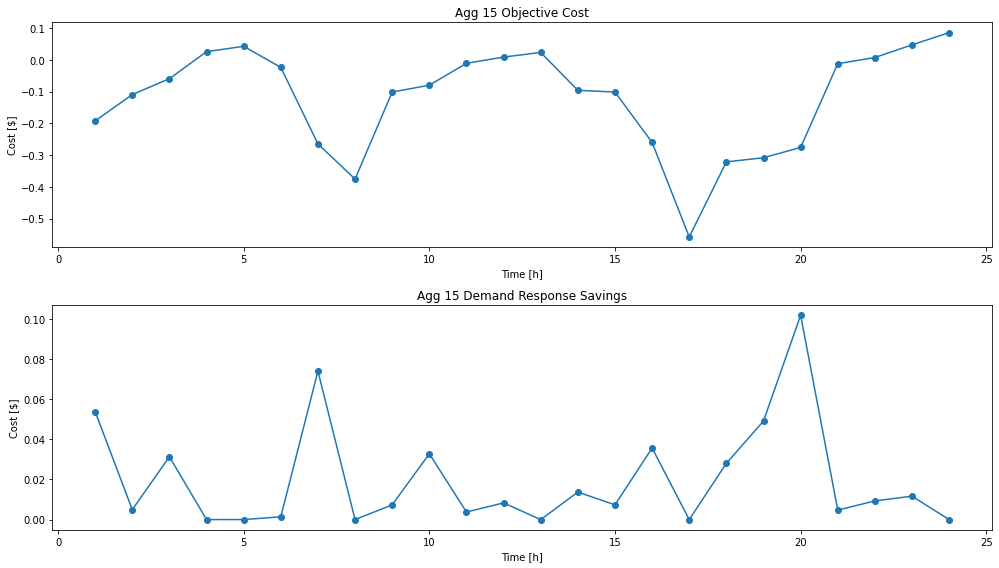 Agg 15 Objective Cost
Cost [$]
0.1
0.0
−0.1
−0.2
−0.3
−0.4
−0.5
0 5 10 15 20 25
Time [h]
Agg 15 Demand Response Savings
Cost [$]
0.10
0.08
0.06
0.04
0.02
0.00
0 5 10 15 20 25
Time [h]